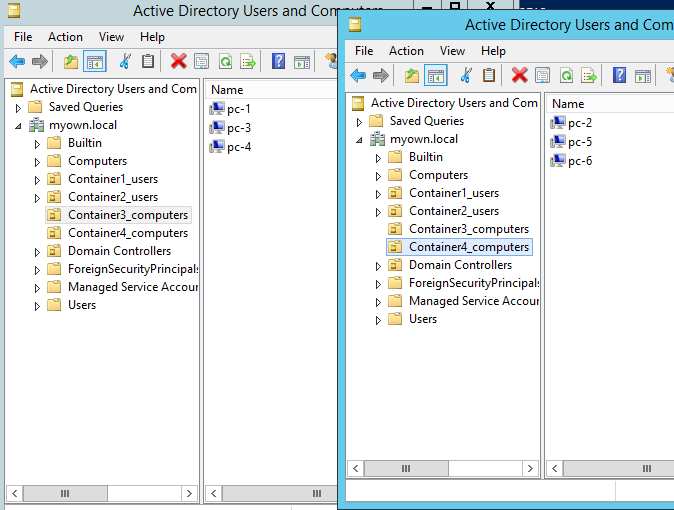 Active Directory Users and Computers
File Action View Help
Active Directory Users and Com
Saved Queries
myown.local
Builtin
Computers
Container1_users
Container2_users
Container3_computers
Container4_computers
Domain Controllers
ForeignSecurityPrincipals
Managed Service Accour
Users
Name
pc-1
pc-3
pc-4
Active Directory Users and Com
File Action View Help
Active Directory Users and Com
Saved Queries
myown.local
Builtin
Computers
Container1_users
Container2_users
Container3_computers
Container4_computers
Domain Controllers
ForeignSecurityPrincipals
Managed Service Accour
Users
Name
pc-2
pc-5
pc-6